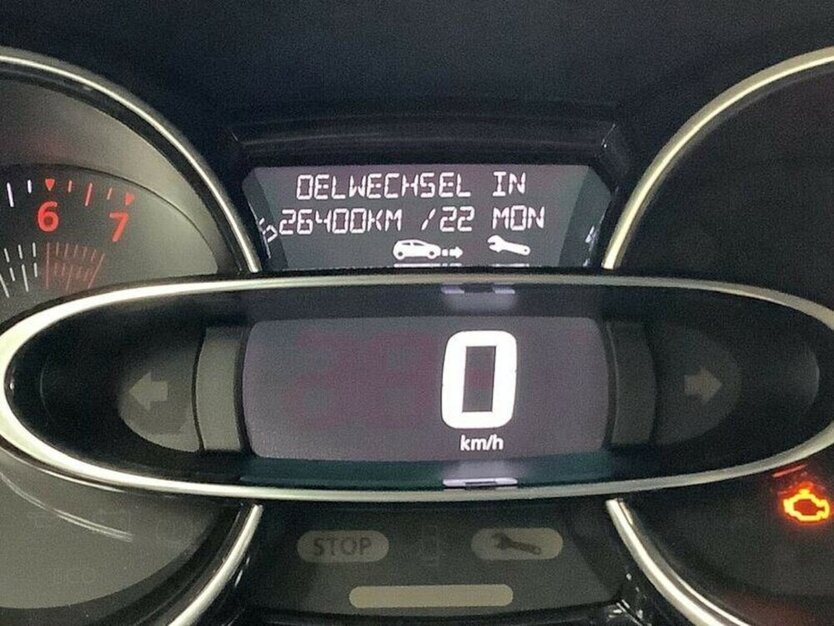 OELWECHSEL IN
26400KM /22 MON
6
7
0
km/h
STOP